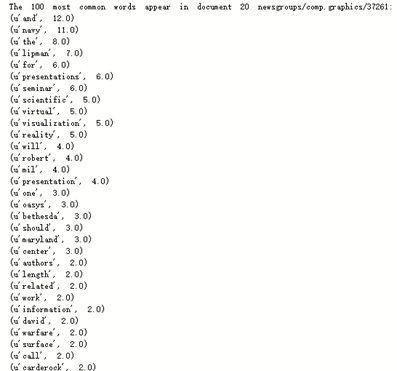 The 100 most common words appear in document 20 newsgroups/comp.graphics/37261:
(u'and', 12.0)
(u'navy', 11.0)
(u'the', 8.0)
(u'lipman', 7.0)
(u'for', 6.0)
(u'presentations', 6.0)
(u'seminar', 6.0)
(u'scientific', 5.0)
(u'virtual', 5.0)
(u'visualization', 5.0)
(u'reality', 5.0)
(u'will', 4.0)
(u'robert', 4.0)
(u'mil', 4.0)
(u'presentation', 4.0)
(u'one', 3.0)
(u'oasys', 3.0)
(u'bethesda', 3.0)
(u'should', 3.0)
(u'maryland', 3.0)
(u'center', 3.0)
(u'authors', 2.0)
(u'length', 2.0)
(u'related', 2.0)
(u'work', 2.0)
(u'information', 2.0)
(u'david', 2.0)
(u'warfare', 2.0)
(u'surface', 2.0)
(u'call', 2.0)
(u'carderock', 2.0)